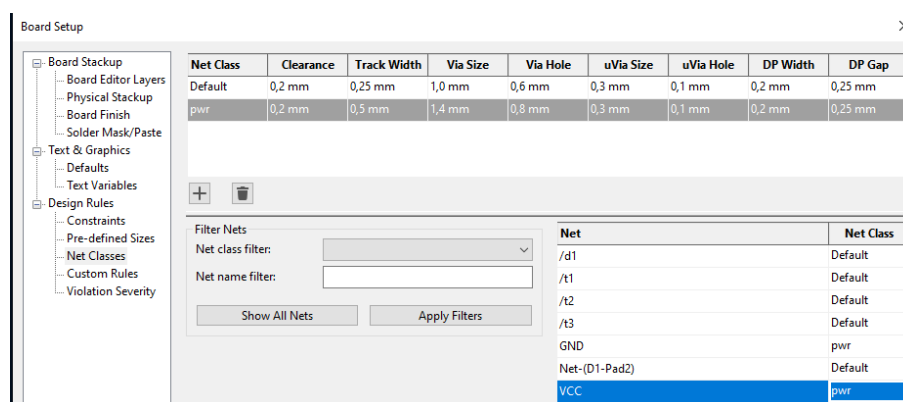 Board Setup
Board Stackup
Board Editor Layers
Physical Stackup
Board Finish
Solder Mask/Paste
Text & Graphics
Defaults
Text Variables
Design Rules
Constraints
Pre-defined Sizes
Net Classes
Custom Rules
Violation Severity
Net Class Clearance Track Width Via Size Via Hole uVia Size uVia Hole DP Width DP Gap
Default 0,2 mm 0,25 mm 1,0 mm 0,6 mm 0,3 mm 0,1 mm 0,2 mm 0,25 mm
pwr 0,2 mm 0,5 mm 1,4 mm 0,8 mm 0,3 mm 0,1 mm 0,2 mm 0,25 mm
Filter Nets
Net class filter:
Net name filter:
Show All Nets Apply Filters
Net Net Class
/d1 Default
/t1 Default
/t2 Default
/t3 Default
GND pwr
Net-(D1-Pad2) Default
VCC pwr